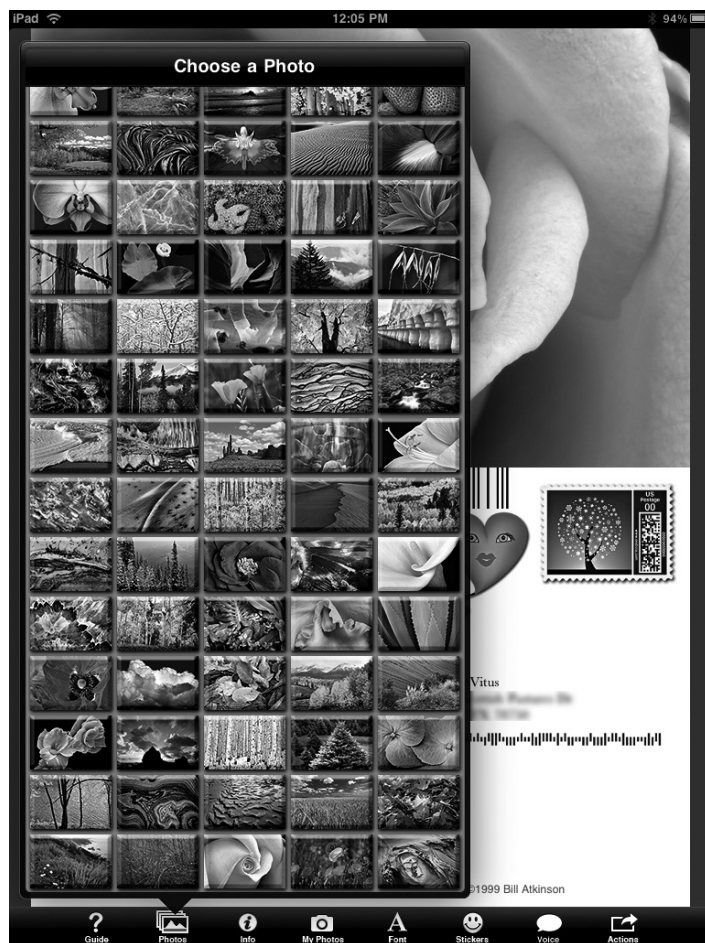 iPad 12:05 PM 94%
Choose a Photo
US
Postage
00
Vitus
©1999 Bill Atkinson
Guide Photos Info My Photos Font Stickers Voice Actions